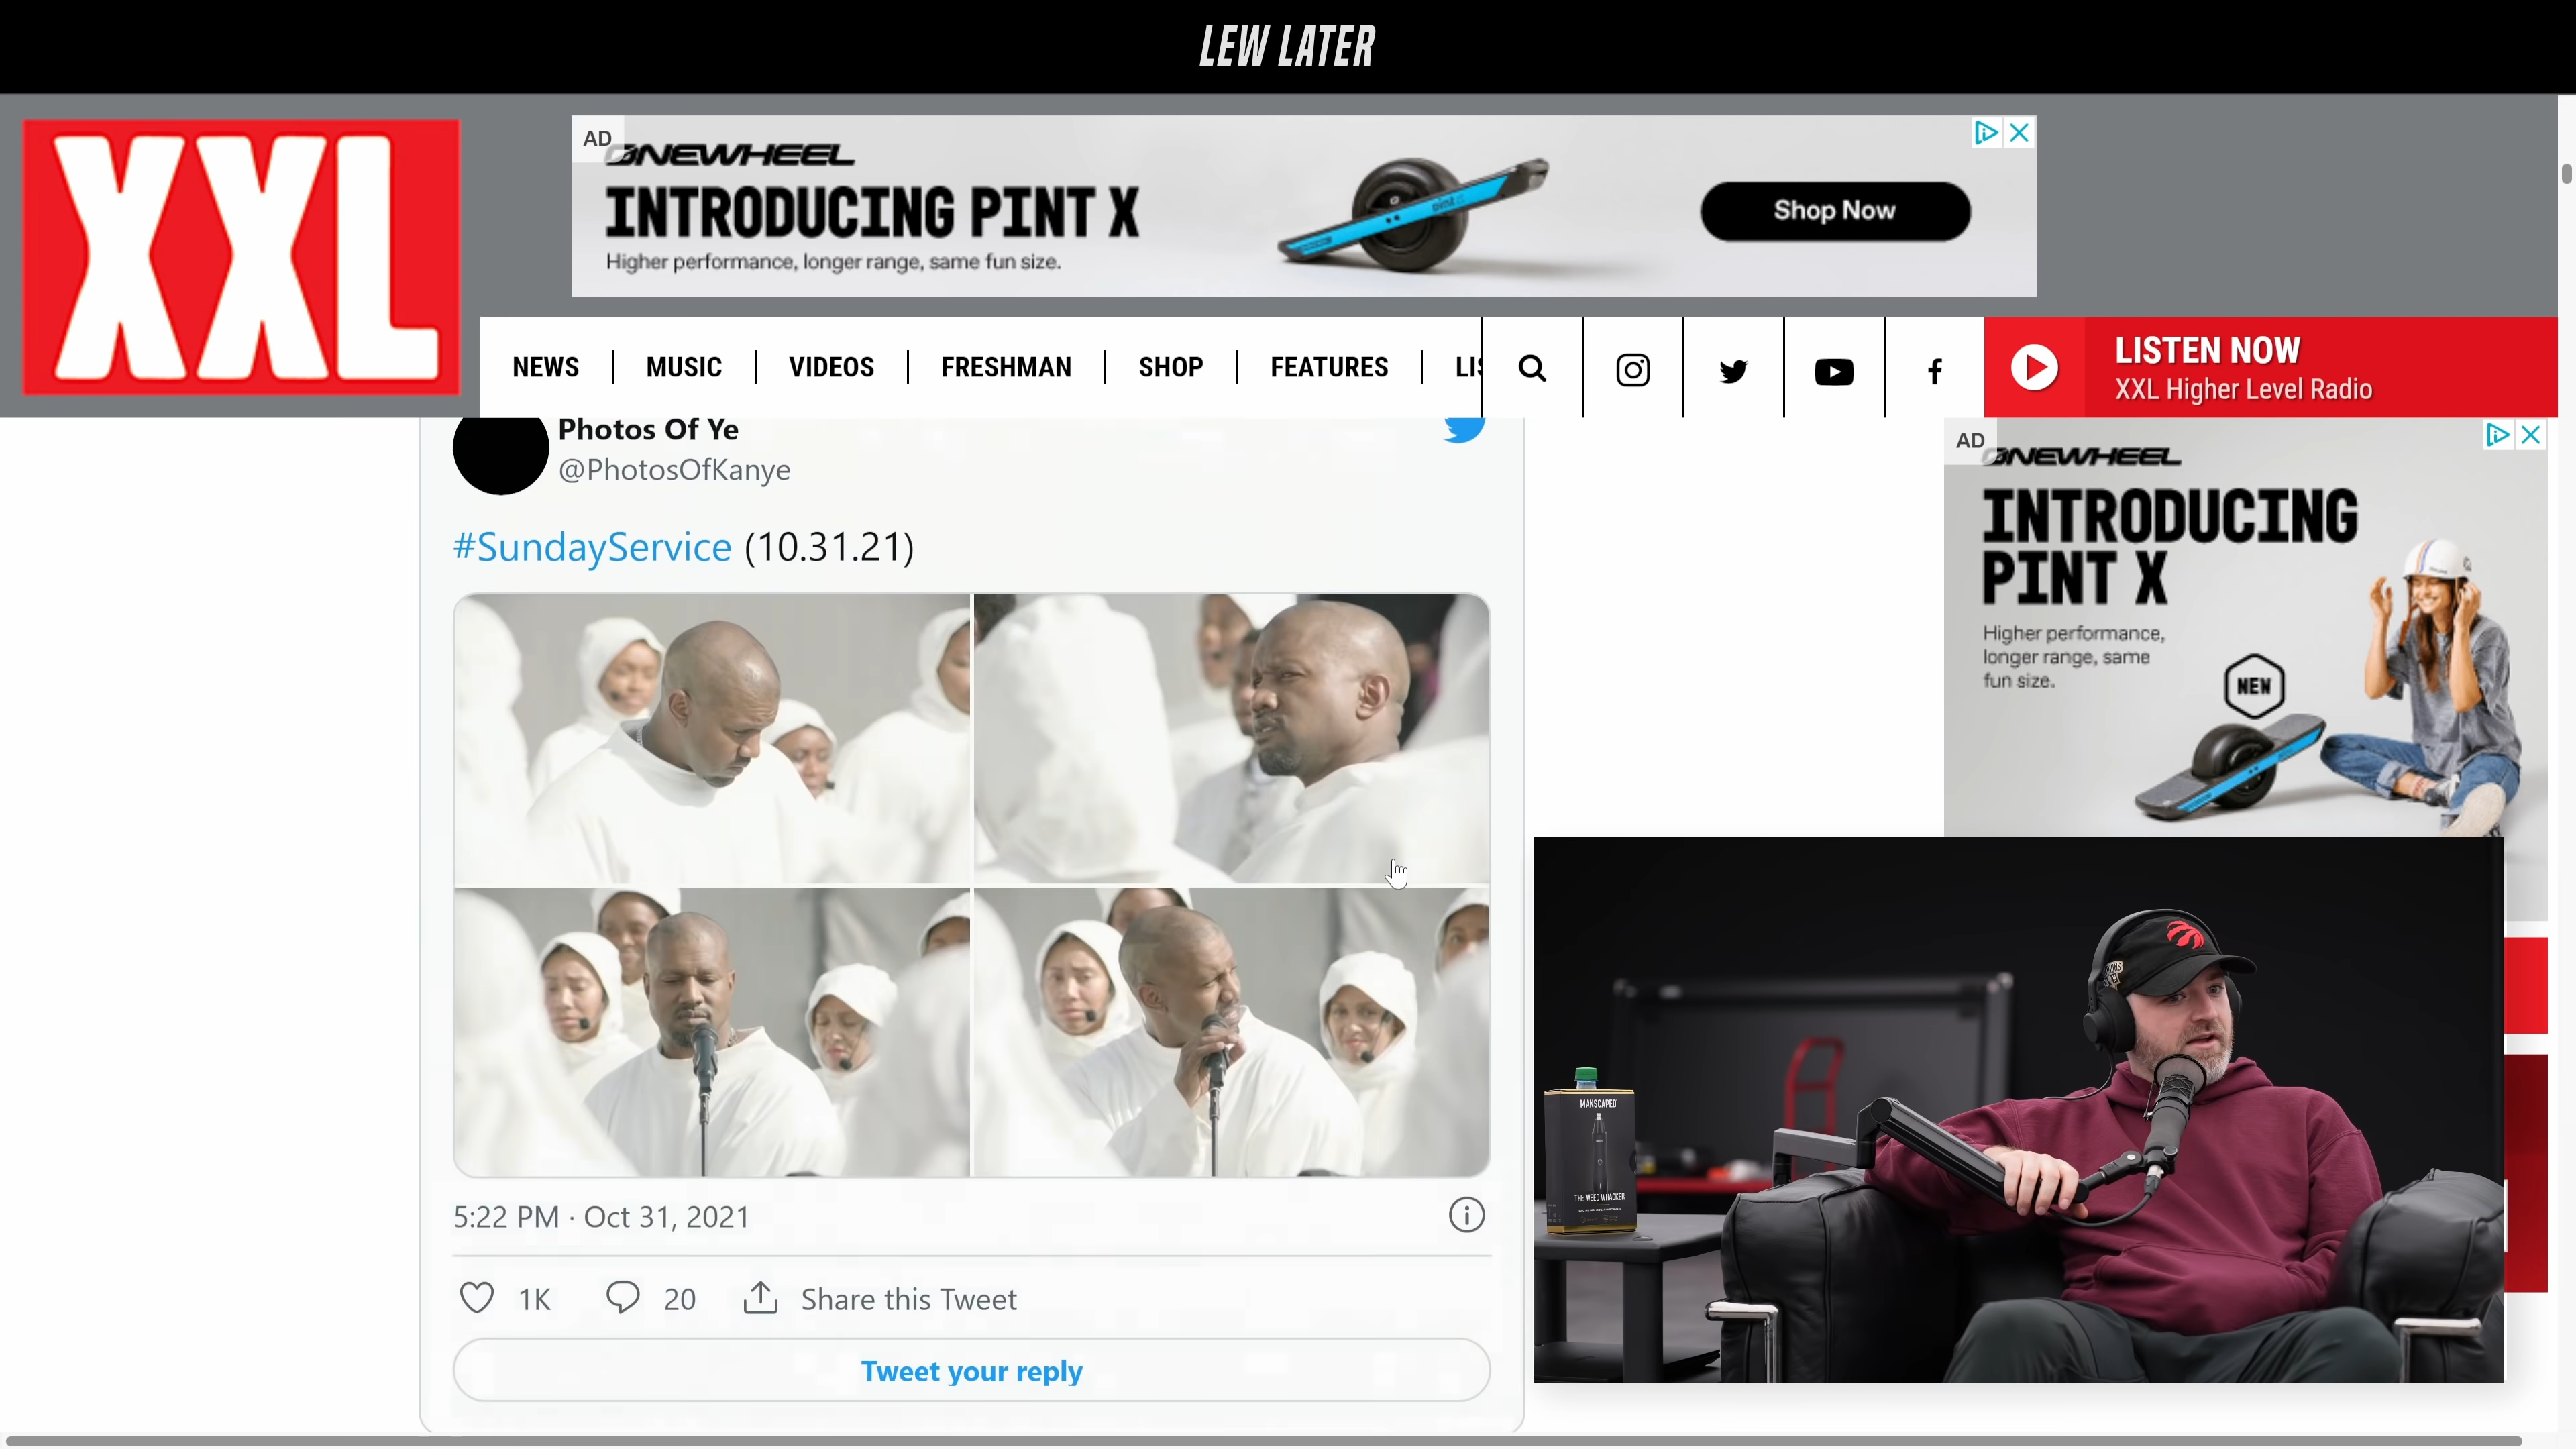 LEW LATER
XXL
AD
ONEWHEEL
INTRODUCING PINT X
Higher performance, longer range, same fun size.
Shop Now
NEWS
MUSIC
VIDEOS
FRESHMAN
SHOP
FEATURES
LIS
LISTEN NOW
XXL Higher Level Radio
Photos Of Ye
@PhotosOfKanye
#SundayService (10.31.21)
5:22 PM · Oct 31, 2021
1K
20
Share this Tweet
Tweet your reply
AD
ONEWHEEL
INTRODUCING
PINT X
Higher performance,
longer range, same
fun size.
NEW
MANSCAPED
THE WEED WHACKER